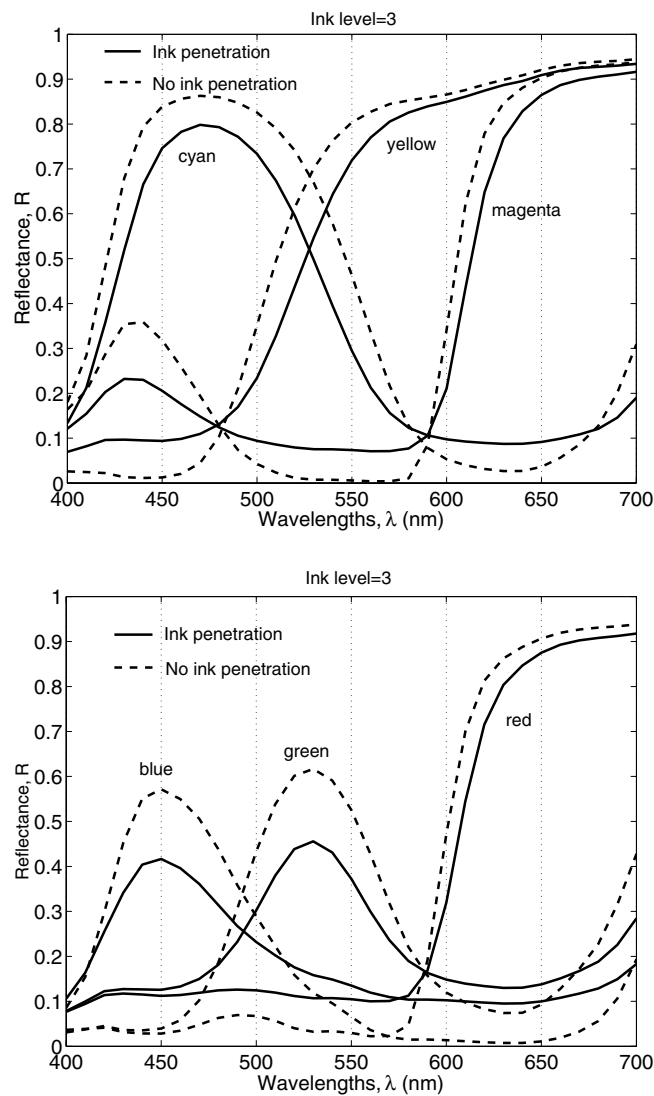 Ink level=3
1
0.9
0.8
0.7
0.6
0.5
0.4
0.3
0.2
0.1
0
Reflectance, R
Ink penetration
No ink penetration
cyan
yellow
magenta
400 450 500 550 600 650 700
Wavelengths, λ (nm)
Ink level=3
1
0.9
0.8
0.7
0.6
0.5
0.4
0.3
0.2
0.1
0
Reflectance, R
Ink penetration
No ink penetration
blue
green
red
400 450 500 550 600 650 700
Wavelengths, λ (nm)